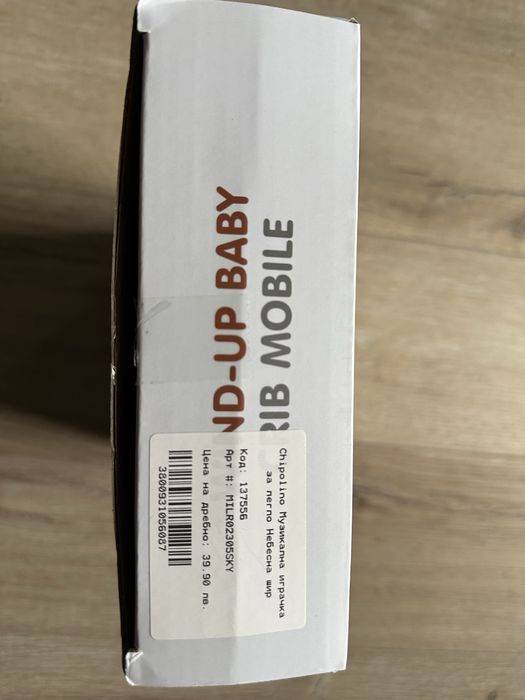 ND-UP BABY
RIB MOBILE
Chipolino Музикална играчка
за легло Небесна шир
Код: 137556
Арт #: MILR02305SKY
Цена на дребно: 39.90 лв.
3800931056087